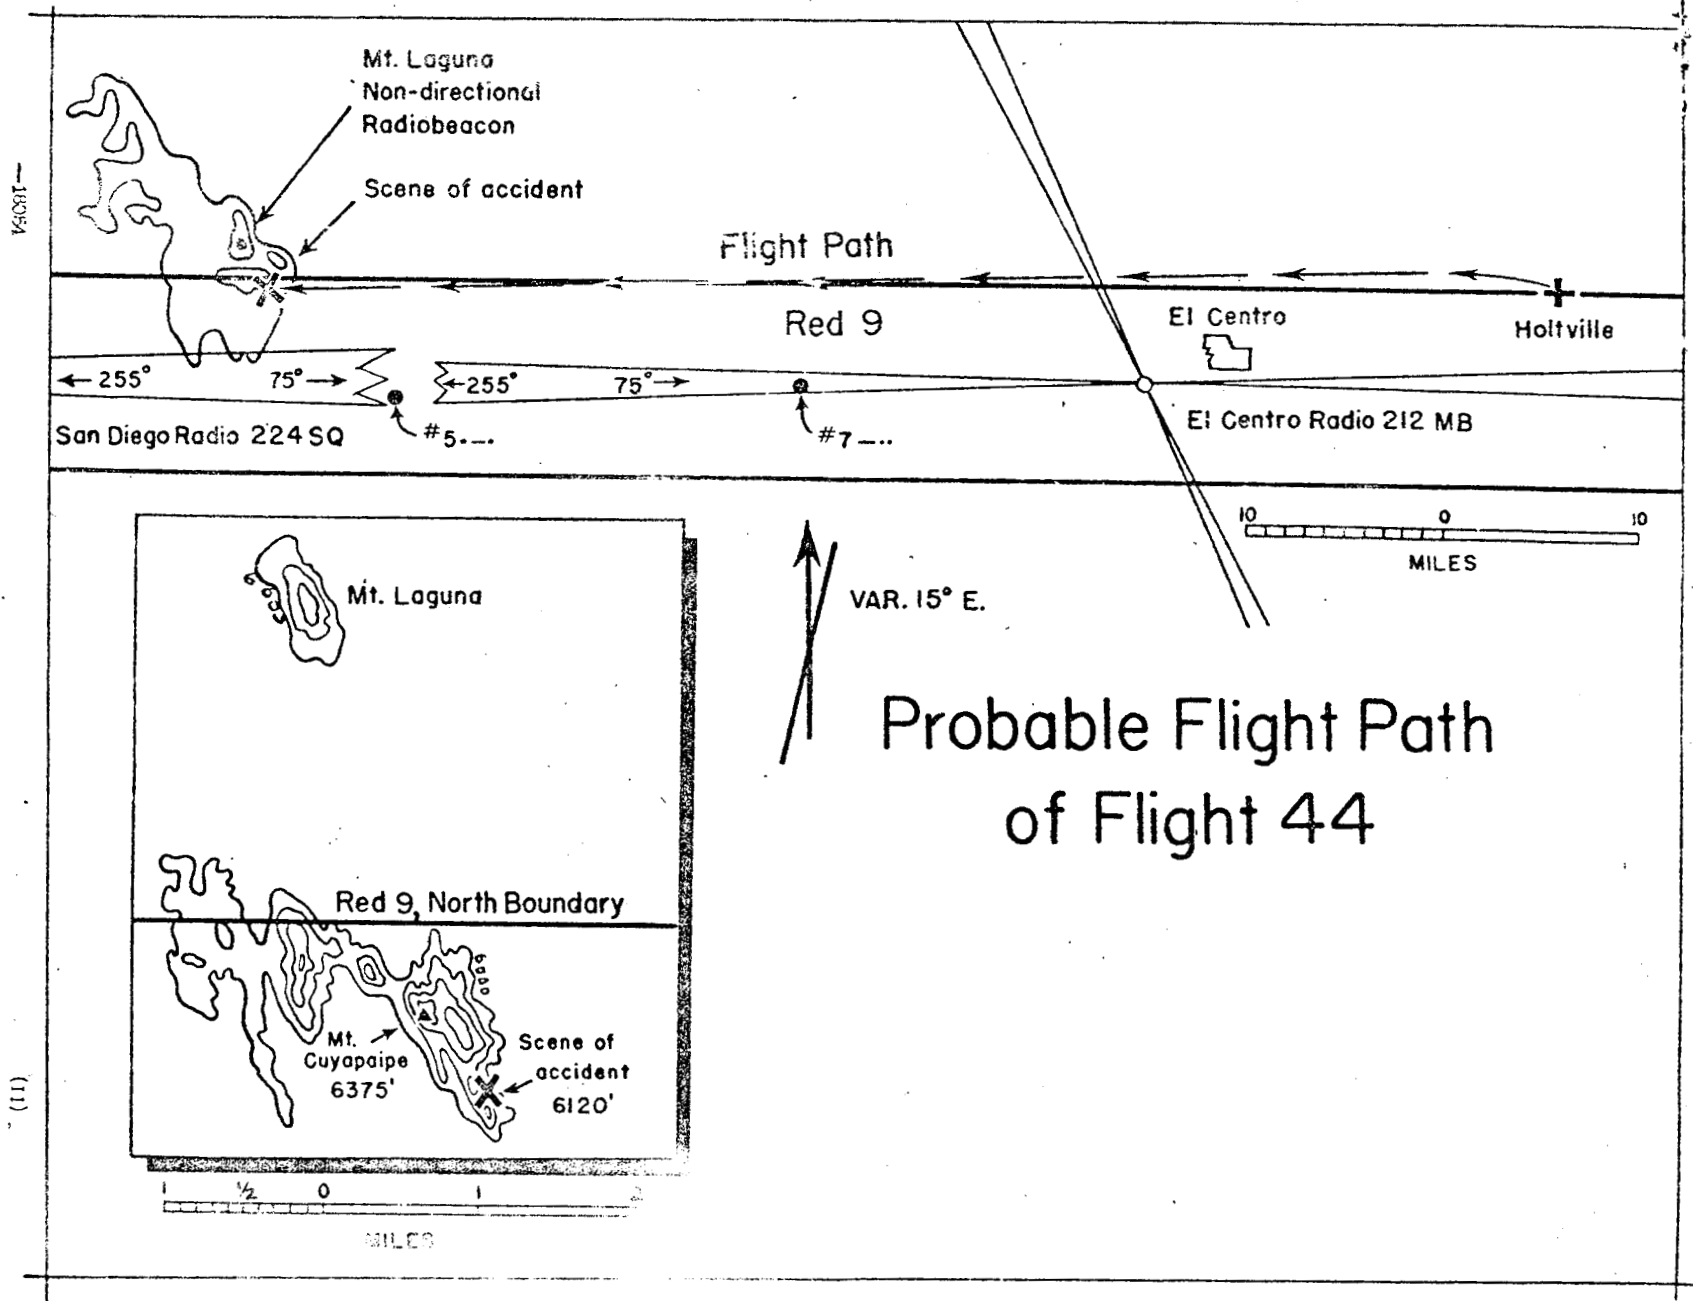 Mt. Laguna
Non-directional
Radiobeacon
Scene of accident
Flight Path
Red 9
El Centro
Holtville
← 255° 75° →
← 255° 75° →
San Diego Radio 224 SQ
#5.—.
#7—..
El Centro Radio 212 MB
10 0 10
MILES
VAR. 15° E.
Probable Flight Path
of Flight 44
6000
Mt. Laguna
Red 9, North Boundary
6000
Mt.
Cuyapaipe
6375'
Scene of
accident
6120'
1 ½ 0 1 2
MILES
—18054
(11)